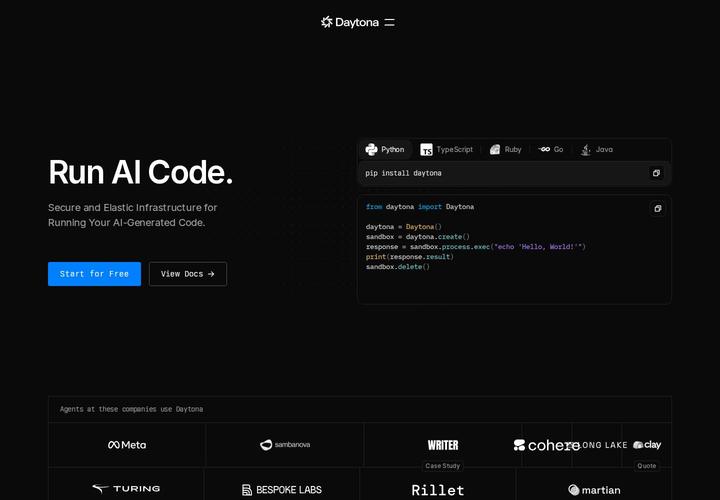 Daytona
Run AI Code.
Secure and Elastic Infrastructure for
Running Your AI-Generated Code.
Start for Free
View Docs →
Python
TS TypeScript
Ruby
GO Go
Java
pip install daytona
from daytona import Daytona
daytona = Daytona()
sandbox = daytona.create()
response = sandbox.process.exec("echo 'Hello, World!'")
print(response.result)
sandbox.delete()
Agents at these companies use Daytona
Meta
sambanova
WRITER
Case Study
cohere
LONG LAKE
clay
Quote
TURING
BESPOKE LABS
Rillet
martian